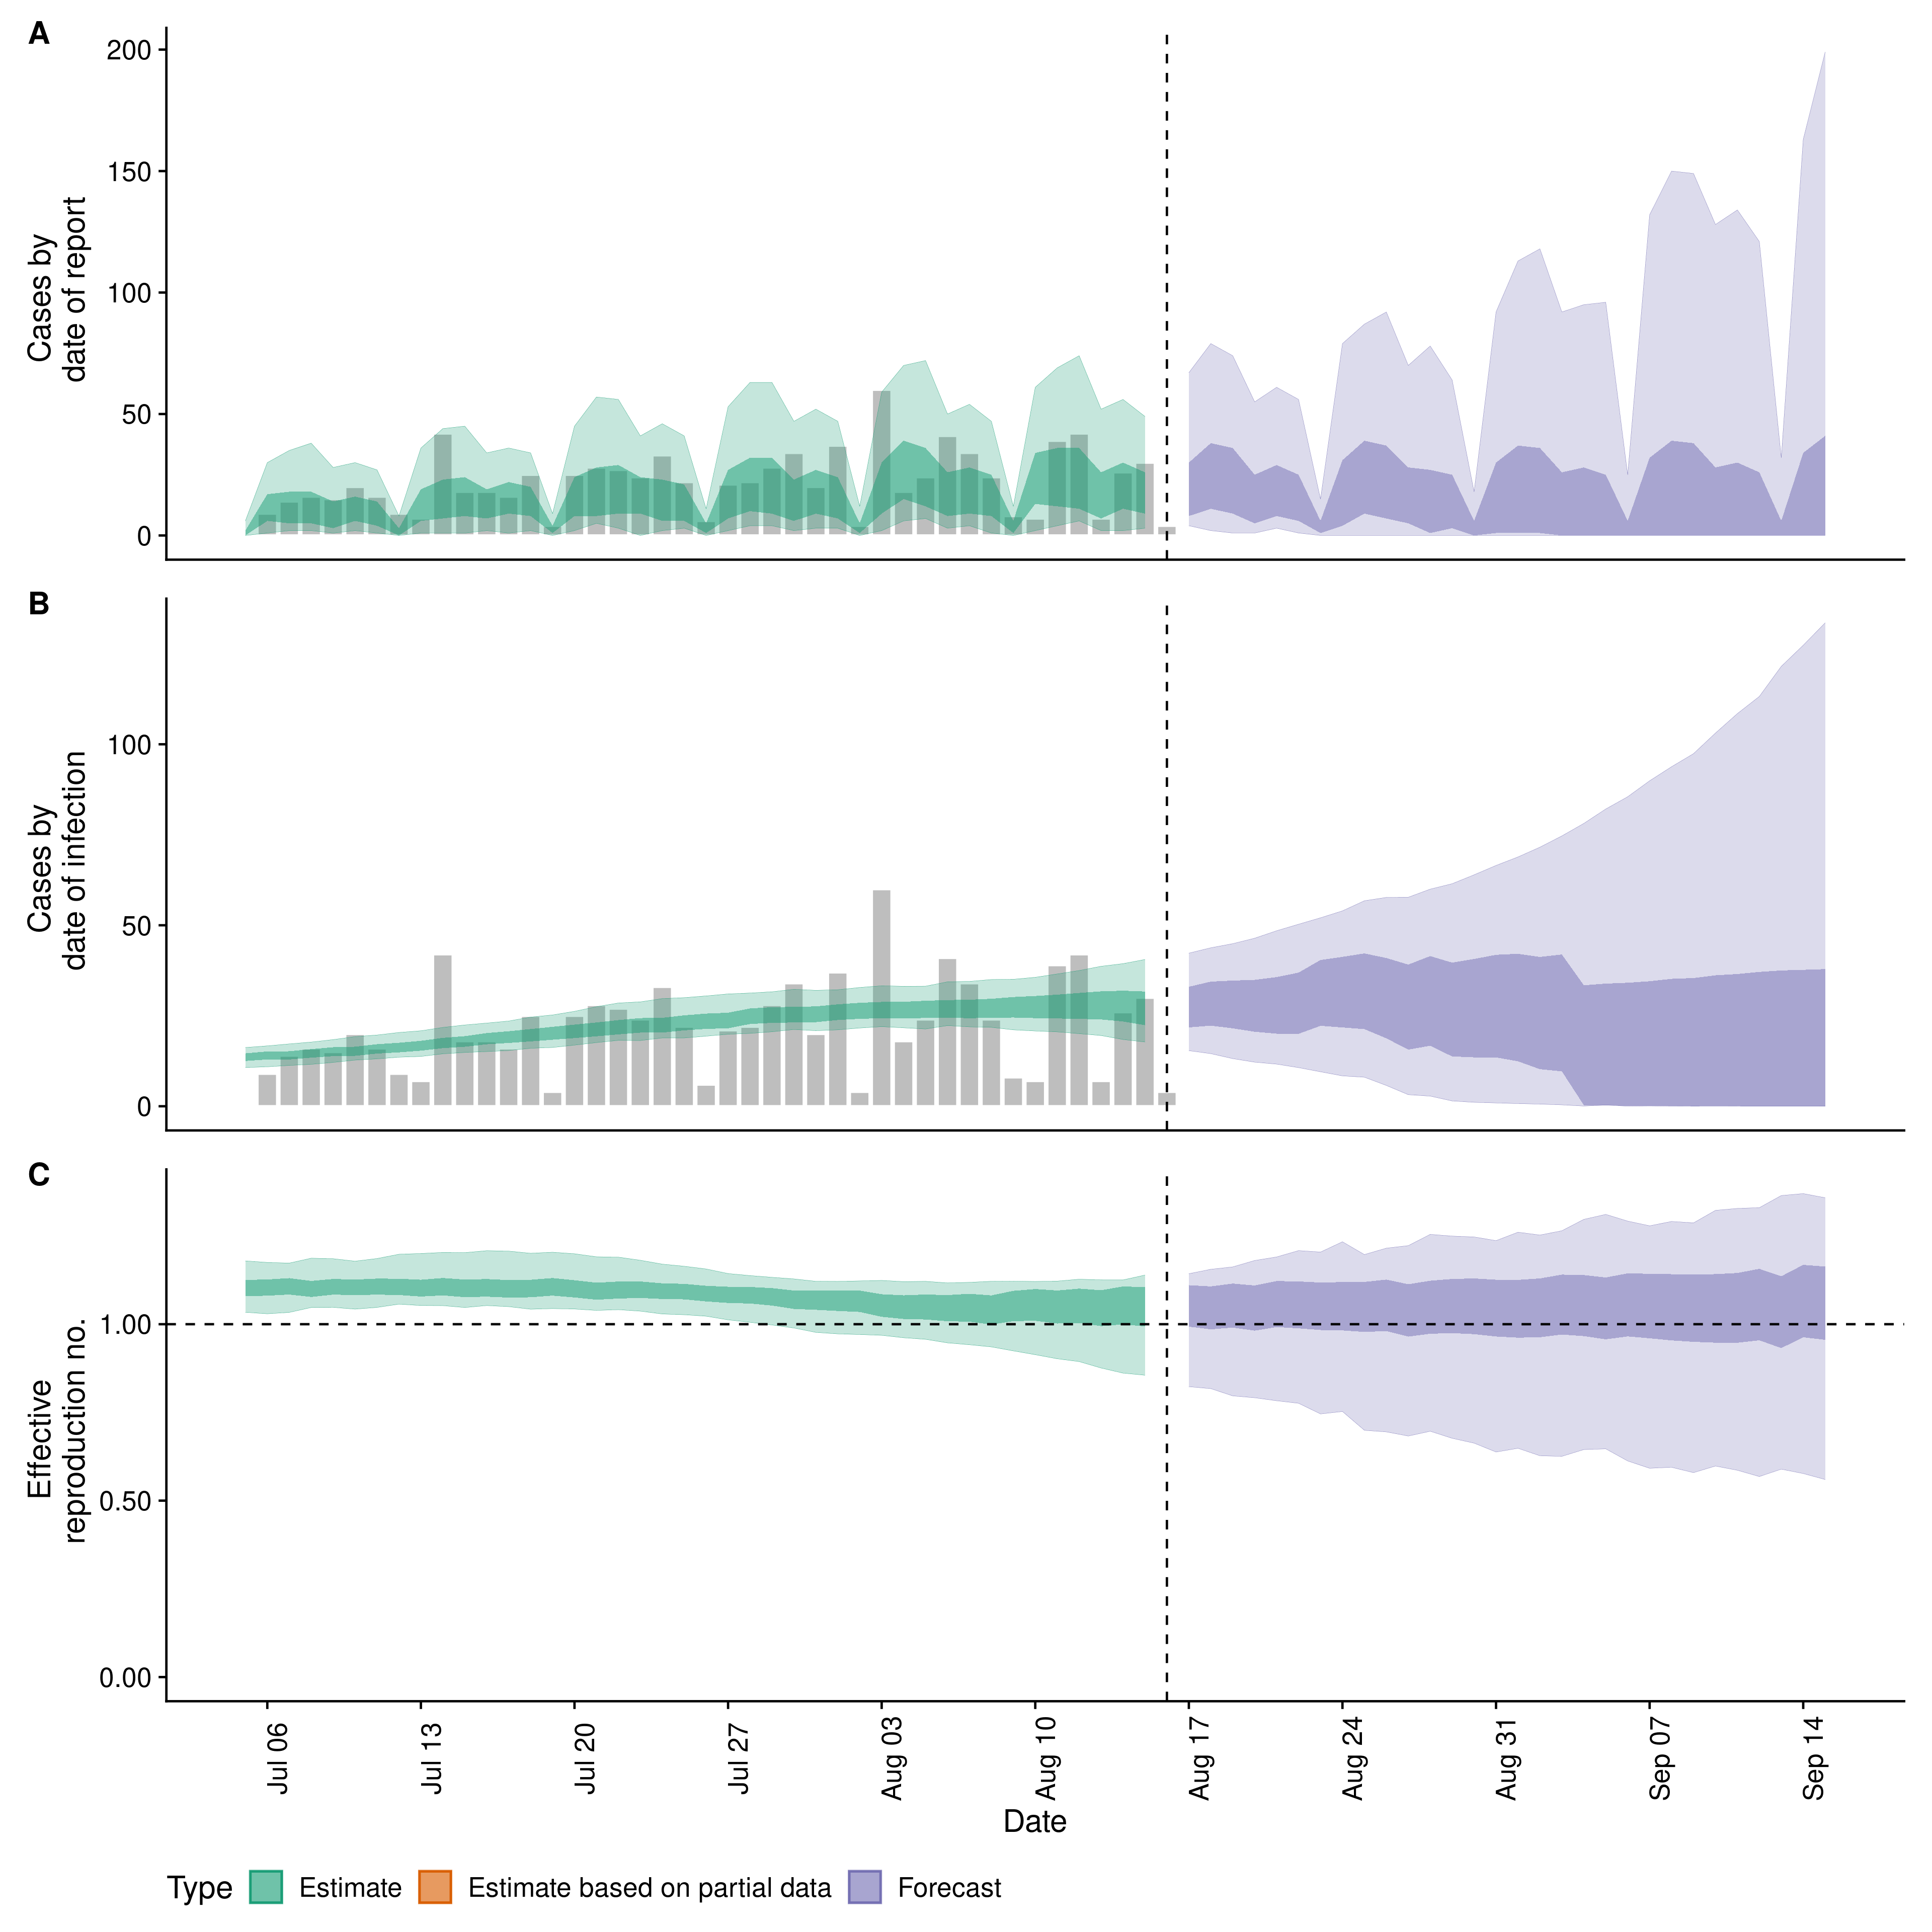 A
200
150
100
50
0
Cases by
date of report
B
100
50
0
Cases by
date of infection
C
1.00
0.50
0.00
Effective
reproduction no.
Jul 06
Jul 13
Jul 20
Jul 27
Aug 03
Aug 10
Aug 17
Aug 24
Aug 31
Sep 07
Sep 14
Date
Type Estimate Estimate based on partial data Forecast